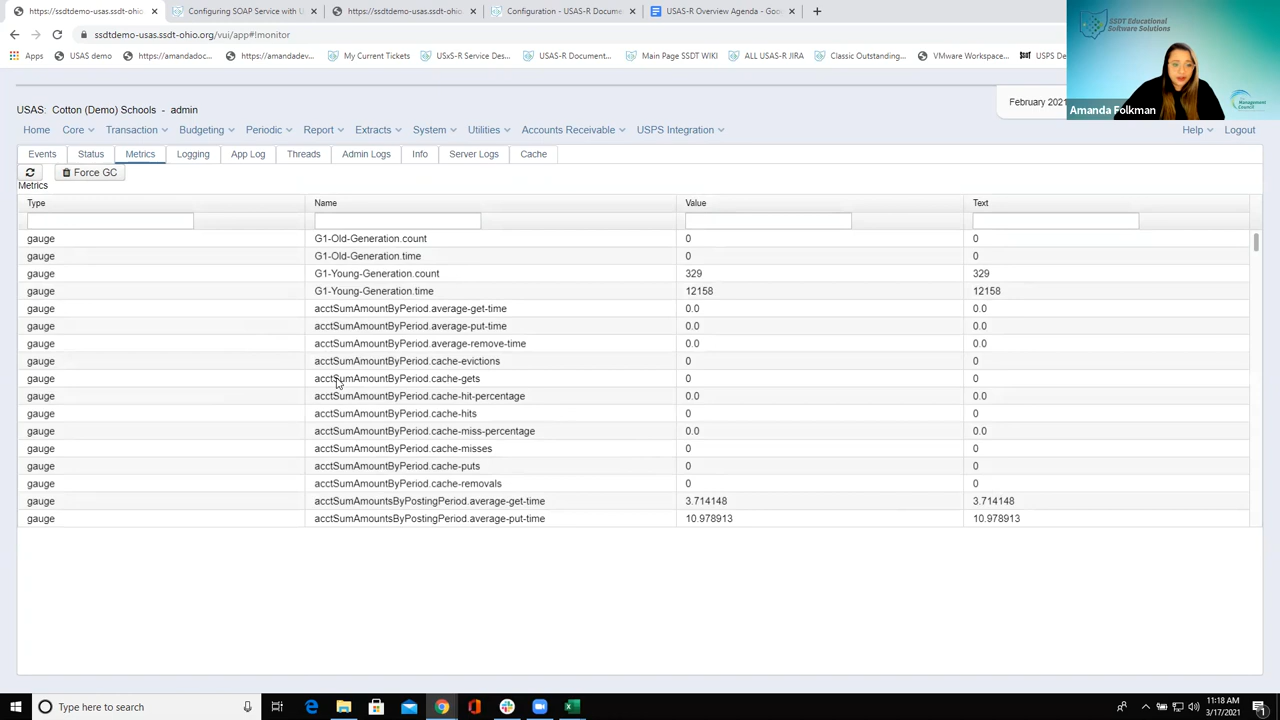 https://ssdtdemo-usas.ssdt-ohio.org
Configuring SOAP Service with U
https://ssdtdemo-usas.ssdt-ohio
Configuration - USAS-R Docume
USAS-R Overview Agenda - Goo
ssdtdemo-usas.ssdt-ohio.org/vui/app#!monitor
Apps
USAS demo
https://amandadoc...
https://amandadev...
My Current Tickets
USxS-R Service Des...
USAS-R Document...
Main Page SSDT WIKI
ALL USAS-R JIRA
Classic Outstanding...
VMware Workspace...
USPS De
SSDT Educational
Software Solutions
Management
Council
Amanda Folkman
USAS: Cotton (Demo) Schools - admin
February 2021
Home Core Transaction Budgeting Periodic Report Extracts System Utilities Accounts Receivable USPS Integration Help Logout
Events Status Metrics Logging App Log Threads Admin Logs Info Server Logs Cache
Force GC
Metrics
Type Name Value Text
gauge G1-Old-Generation.count 0 0
gauge G1-Old-Generation.time 0 0
gauge G1-Young-Generation.count 329 329
gauge G1-Young-Generation.time 12158 12158
gauge acctSumAmountByPeriod.average-get-time 0.0 0.0
gauge acctSumAmountByPeriod.average-put-time 0.0 0.0
gauge acctSumAmountByPeriod.average-remove-time 0.0 0.0
gauge acctSumAmountByPeriod.cache-evictions 0 0
gauge acctSumAmountByPeriod.cache-gets 0 0
gauge acctSumAmountByPeriod.cache-hit-percentage 0.0 0.0
gauge acctSumAmountByPeriod.cache-hits 0 0
gauge acctSumAmountByPeriod.cache-miss-percentage 0.0 0.0
gauge acctSumAmountByPeriod.cache-misses 0 0
gauge acctSumAmountByPeriod.cache-puts 0 0
gauge acctSumAmountByPeriod.cache-removals 0 0
gauge acctSumAmountsByPostingPeriod.average-get-time 3.714148 3.714148
gauge acctSumAmountsByPostingPeriod.average-put-time 10.978913 10.978913
Type here to search
11:18 AM
3/17/2021